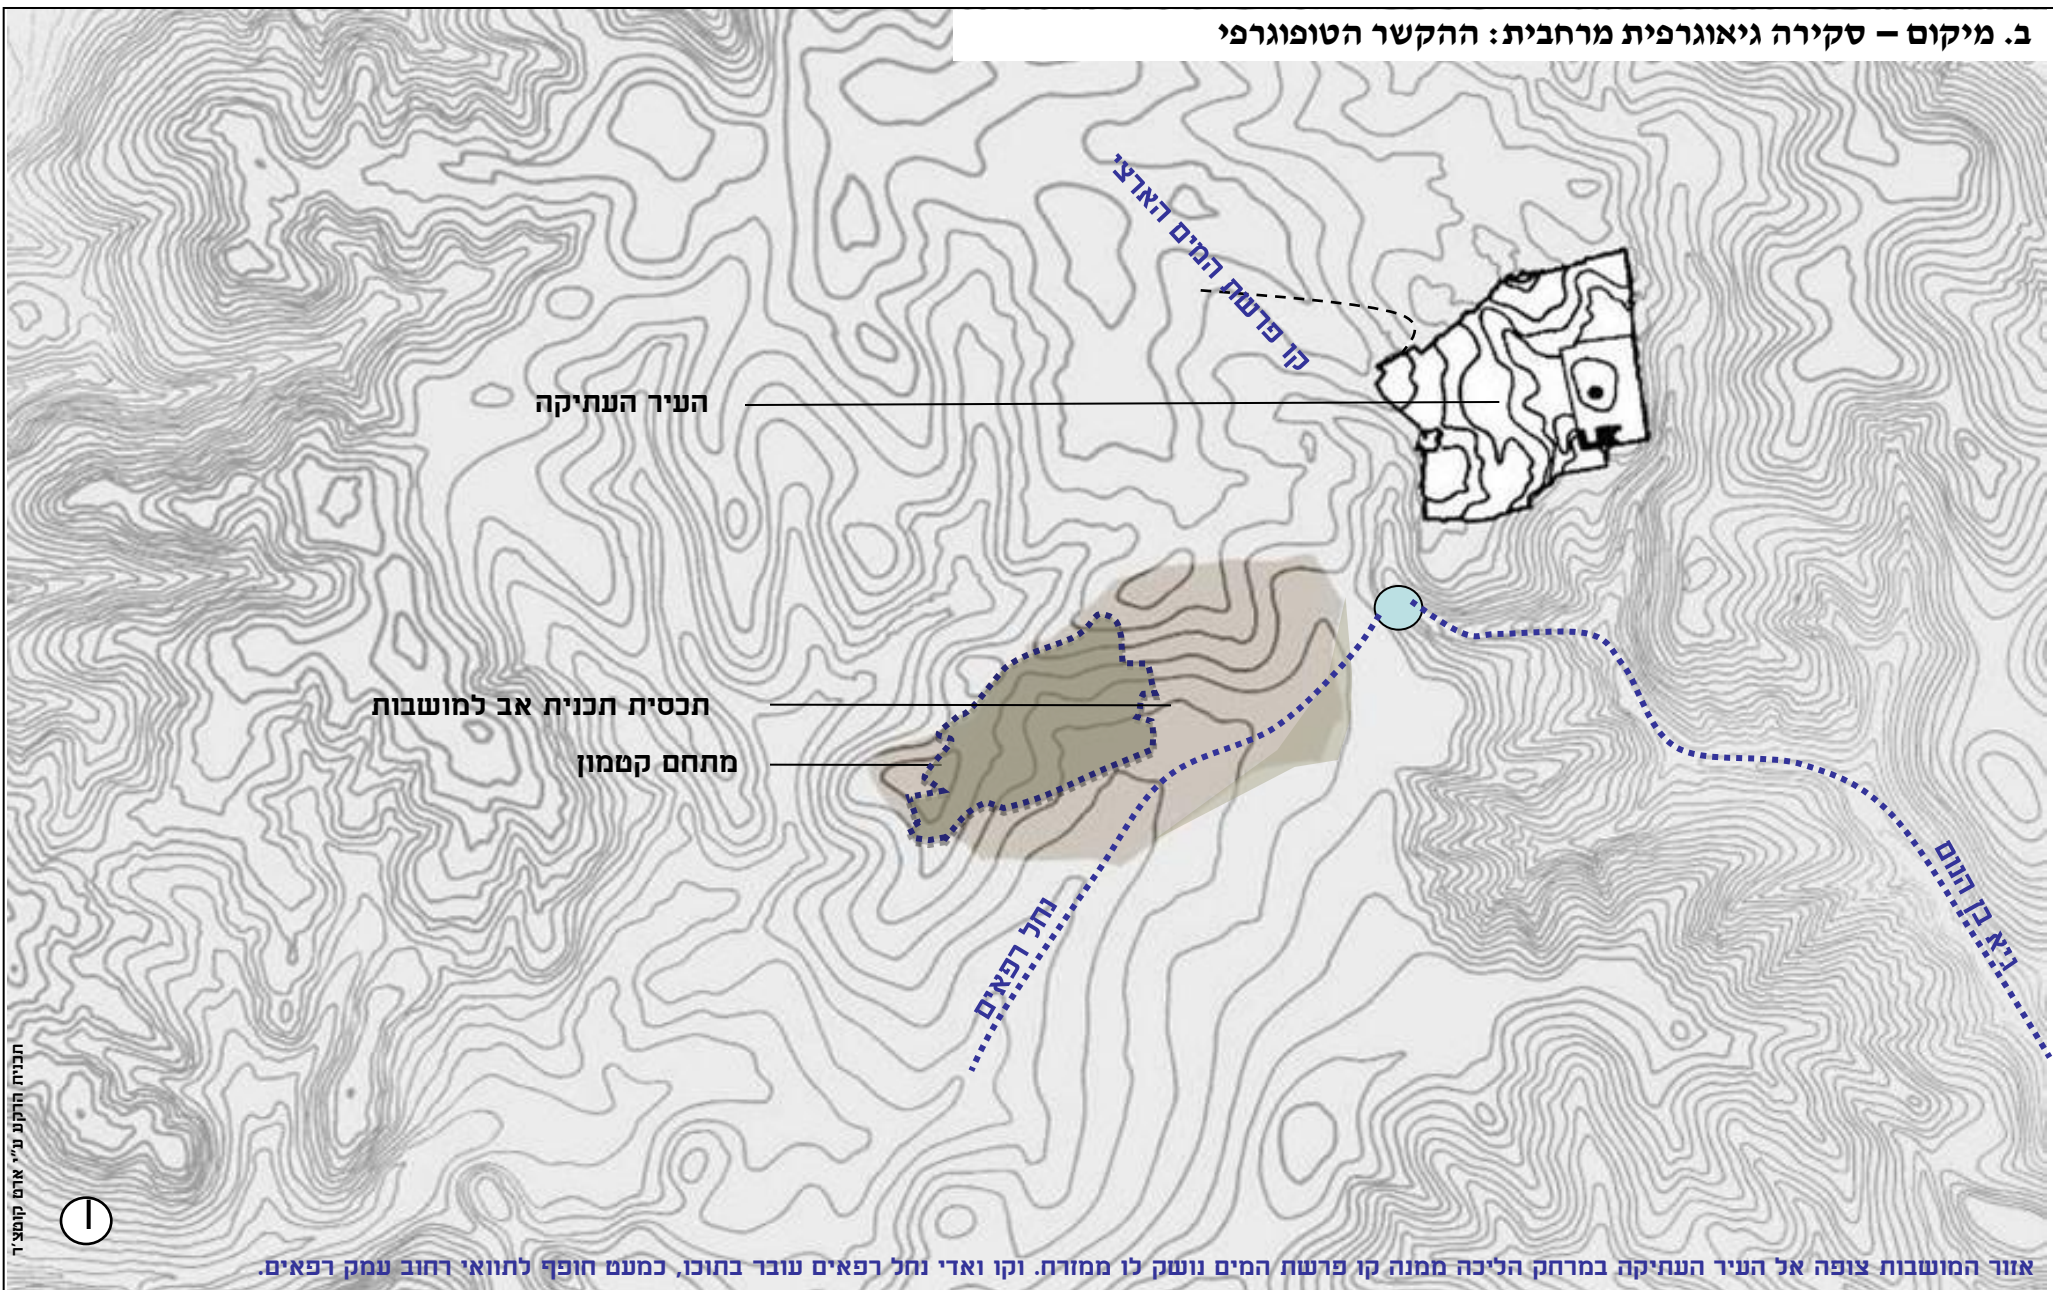 ב. מיקום – סקירה גיאוגרפית מרחבית: ההקשר הטופוגרפי
קו פרשת המים הארצי
העיר העתיקה
תכסית תכנית אב למושבות
מתחם קטמון
נחל רפאים
גיא בן הנום
תכנית הרקע ע"י אדם קומצ'ר
אזור המושבות צופה אל העיר העתיקה במרחק הליכה ממנה קו פרשת המים נושק לו ממזרח. וקו ואדי נחל רפאים עובר בתוכו, כמעט חופף לתוואי רחוב עמק רפאים.